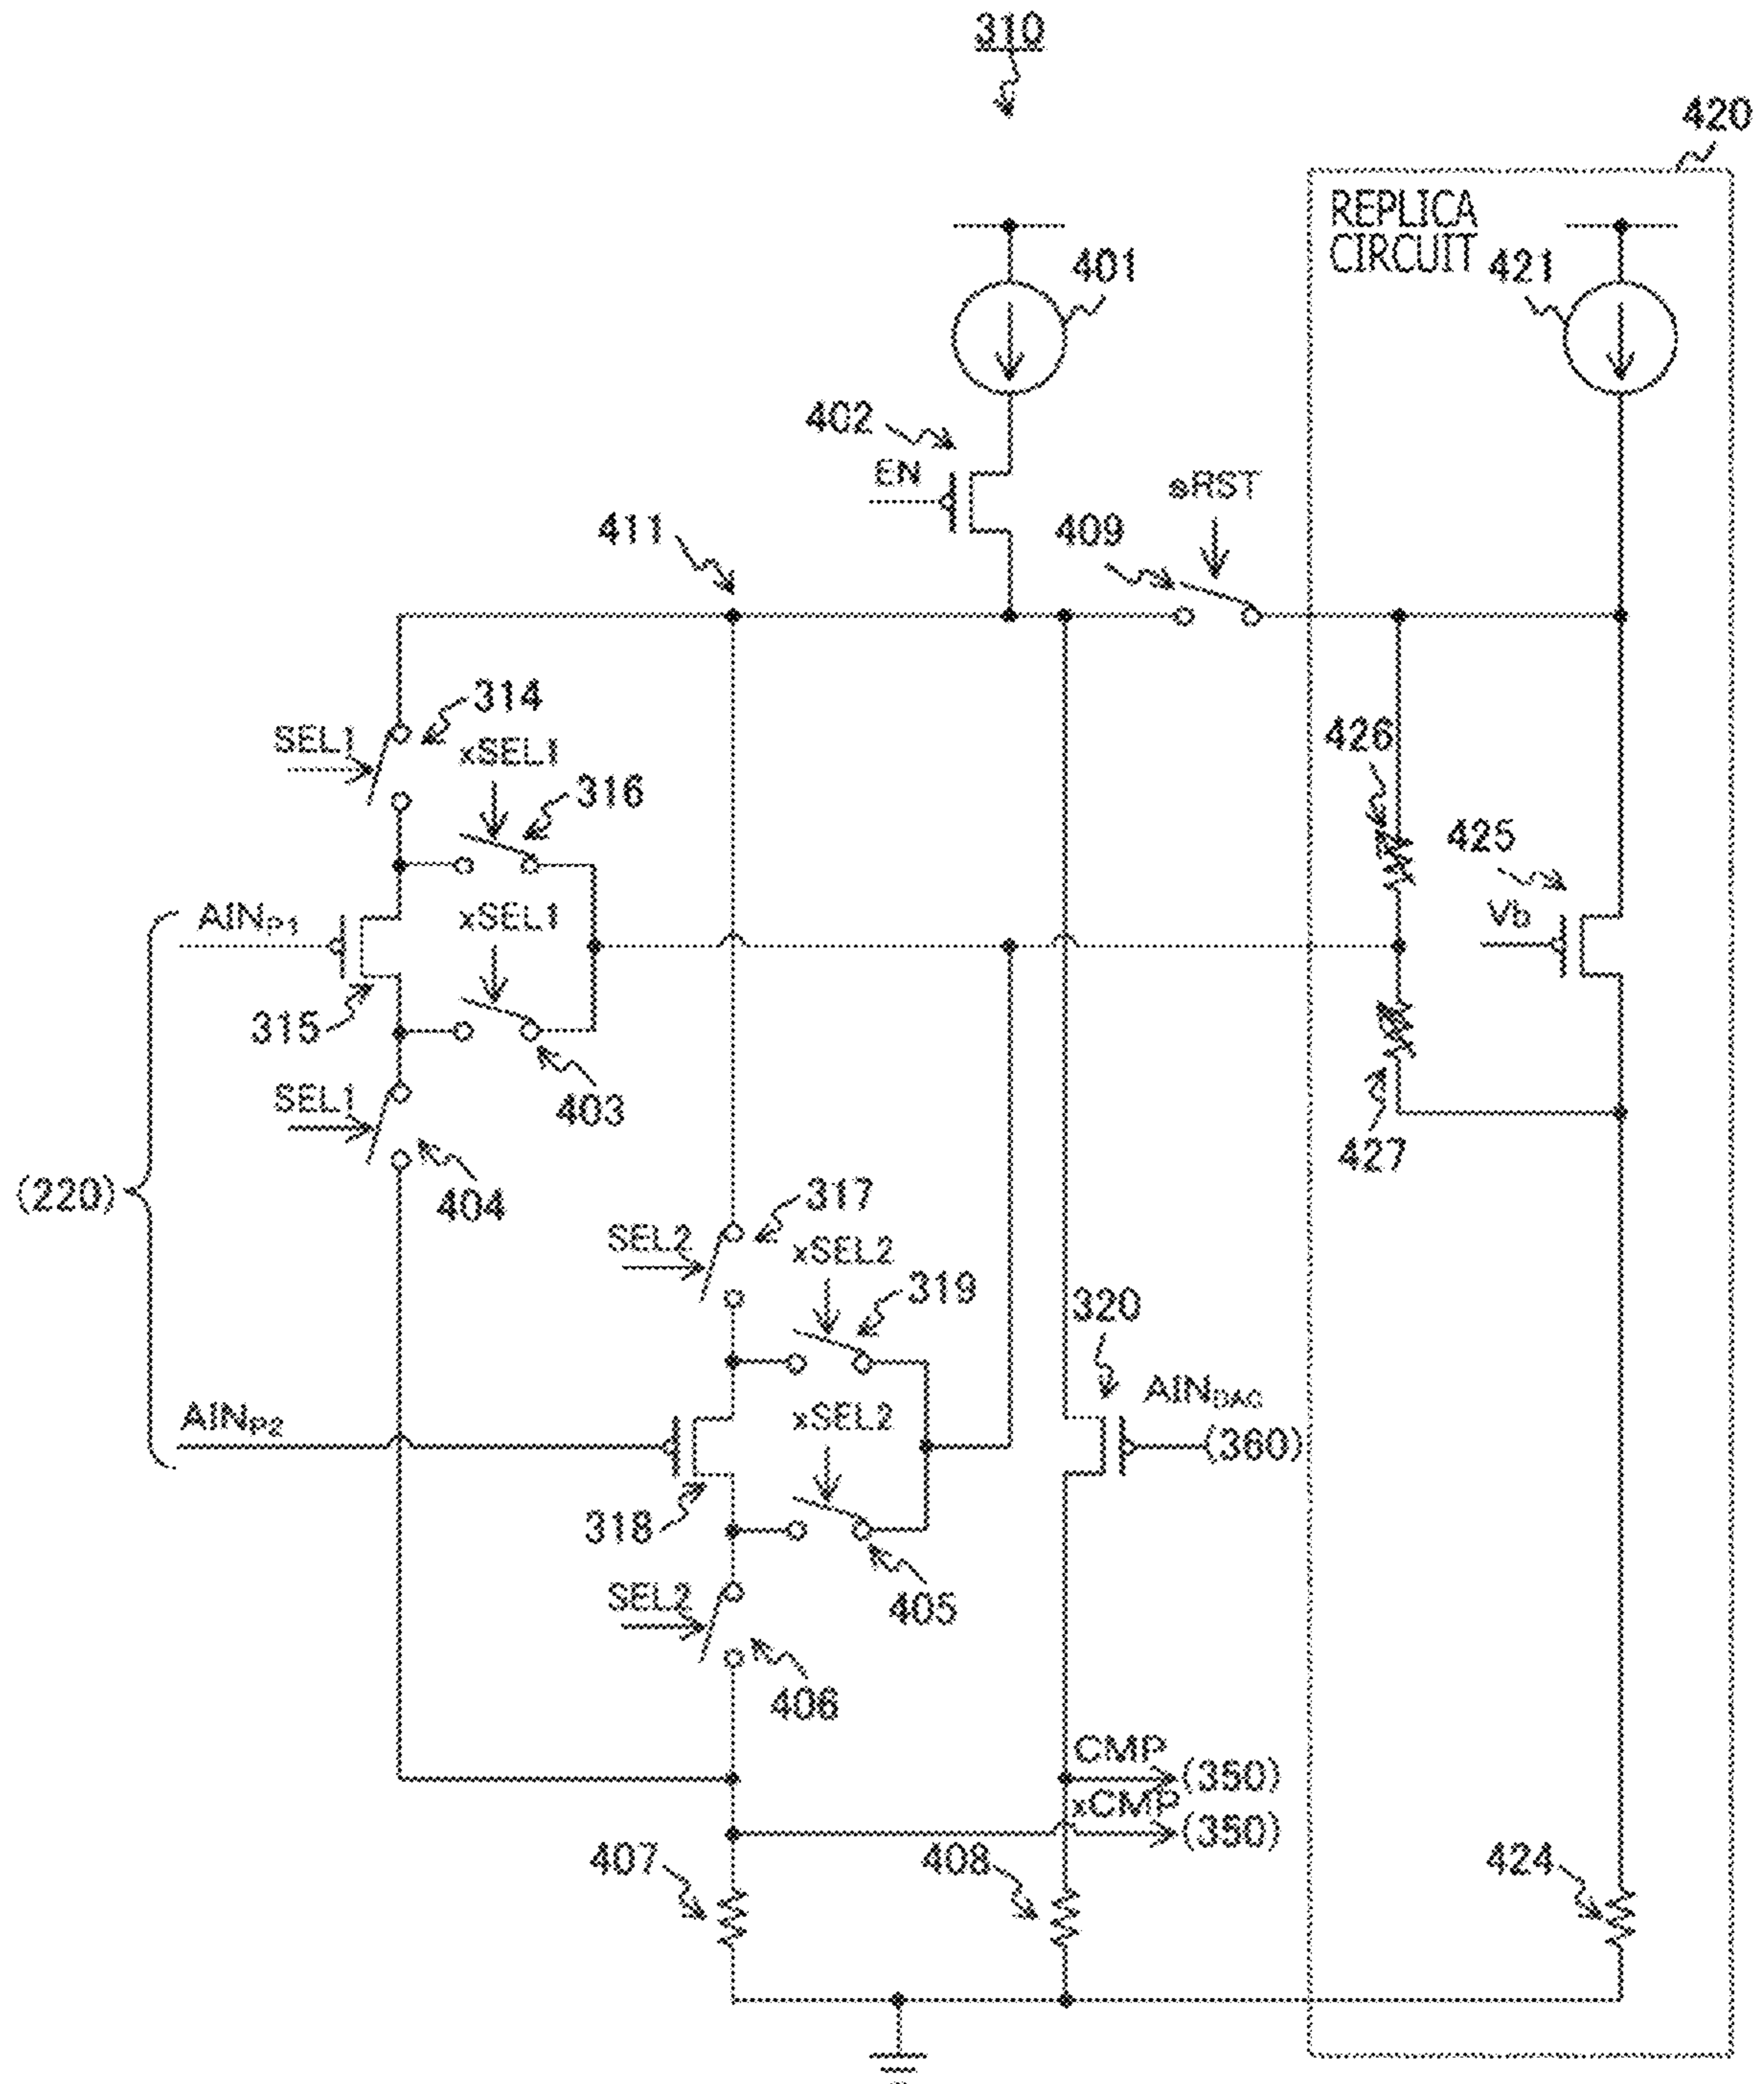 310
420
REPLICA
CIRCUIT
421
401
402
EN
sRST
409
411
314
SEL1
xSEL1
316
426
425
Vb
AINP1
xSEL1
315
SEL1
403
427
404
(220)
317
SEL2
xSEL2
319
320
AINDAC
(360)
AINP2
xSEL2
318
SEL2
405
406
CMP
(350)
xCMP
(350)
407
408
424